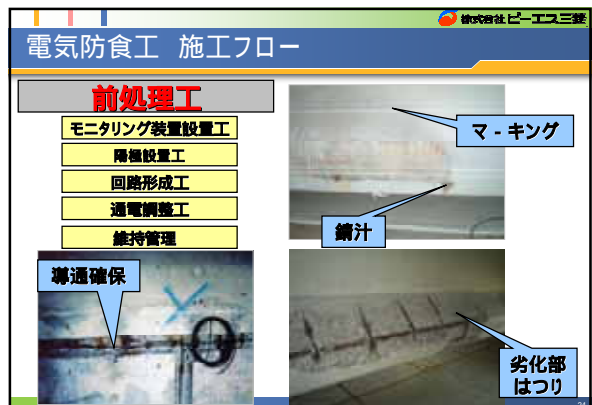 株式会社ピーエス三菱
電気防食工 施工フロー
前処理工
モニタリング装置設置工
陽極設置工
回路形成工
通電調整工
維持管理
マ - キング
錆汁
導通確保
劣化部
はつり
24